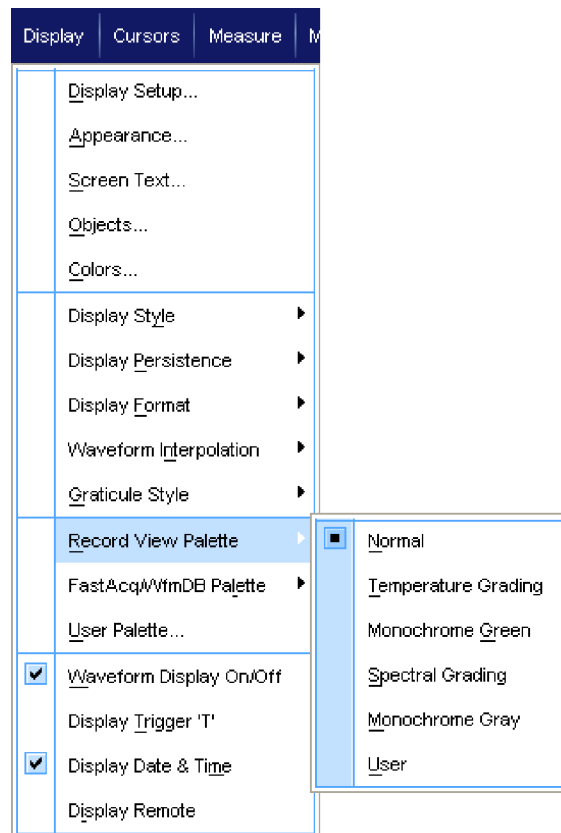 Display Cursors Measure M
Display Setup...
Appearance...
Screen Text...
Objects...
Colors...
Display Style
Display Persistence
Display Format
Waveform Interpolation
Graticule Style
Record View Palette
FastAcq/WfmDB Palette
User Palette...
Waveform Display On/Off
Display Trigger 'T'
Display Date & Time
Display Remote
Normal
Temperature Grading
Monochrome Green
Spectral Grading
Monochrome Gray
User